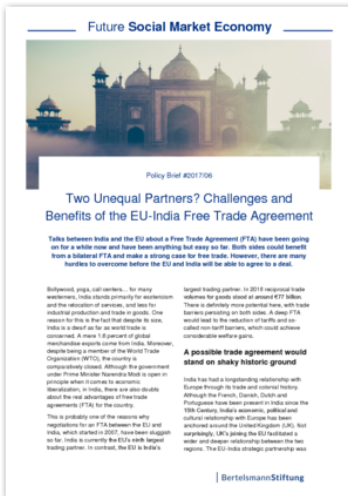 Future Social Market Economy
Policy Brief #2017/06
Two Unequal Partners? Challenges and
Benefits of the EU-India Free Trade Agreement
Talks between India and the EU about a Free Trade Agreement (FTA) have been going
on for a while now and have been anything but easy so far. Both sides could benefit
from a bilateral FTA and make a strong case for free trade. However, there are many
hurdles to overcome before the EU and India will be able to agree to a deal.
Bollywood, yoga, call centers… for many
westerners, India stands primarily for esotericism
and the relocation of services, and less for
industrial production and trade in goods. One
reason for this is the fact that despite its size,
India is a dwarf as far as world trade is
concerned. A mere 1.6 percent of global
merchandise exports come from India. Moreover,
despite being a member of the World Trade
Organization (WTO), the country is
comparatively closed. Although the government
under Prime Minister Narendra Modi is open in
principle when it comes to economic
liberalization, in India, there are also doubts
about the real advantages of free trade
agreements (FTA) for the country.
This is probably one of the reasons why
negotiations for an FTA between the EU and
India, which started in 2007, have been sluggish
so far. India is currently the EU's ninth largest
trading partner. In contrast, the EU is India's
largest trading partner. In 2016 reciprocal trade
volumes for goods stood at around €77 billion.
There is definitely more potential here, with trade
barriers persisting on both sides. A deep FTA
would lead to the reduction of tariffs and so-
called non-tariff barriers, which could achieve
considerable welfare gains.
A possible trade agreement would
stand on shaky historic ground
India has had a longstanding relationship with
Europe through its trade and colonial history.
Although the French, Danish, Dutch and
Portuguese have been present in India since the
15th Century, India's economic, political and
cultural relationship with Europe has been
anchored around the United Kingdom (UK). Not
surprisingly, UK's joining the EU facilitated a
wider and deeper relationship between the two
regions. The EU-India strategic partnership was
BertelsmannStiftung